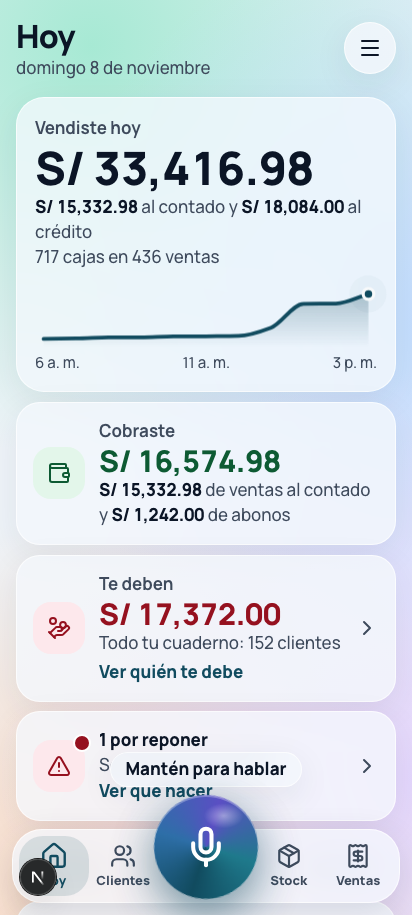 Hoy
domingo 8 de noviembre
Vendiste hoy
S/ 33,416.98
S/ 15,332.98 al contado y S/ 18,084.00 al
crédito
717 cajas en 436 ventas
6 a. m.
11 a. m.
3 p. m.
Cobraste
S/ 16,574.98
S/ 15,332.98 de ventas al contado
y S/ 1,242.00 de abonos
Te deben
S/ 17,372.00
Todo tu cuaderno: 152 clientes
Ver quién te debe
1 por reponer
Mantén para hablar
Ver que nacer
Clientes
Stock
Ventas
N